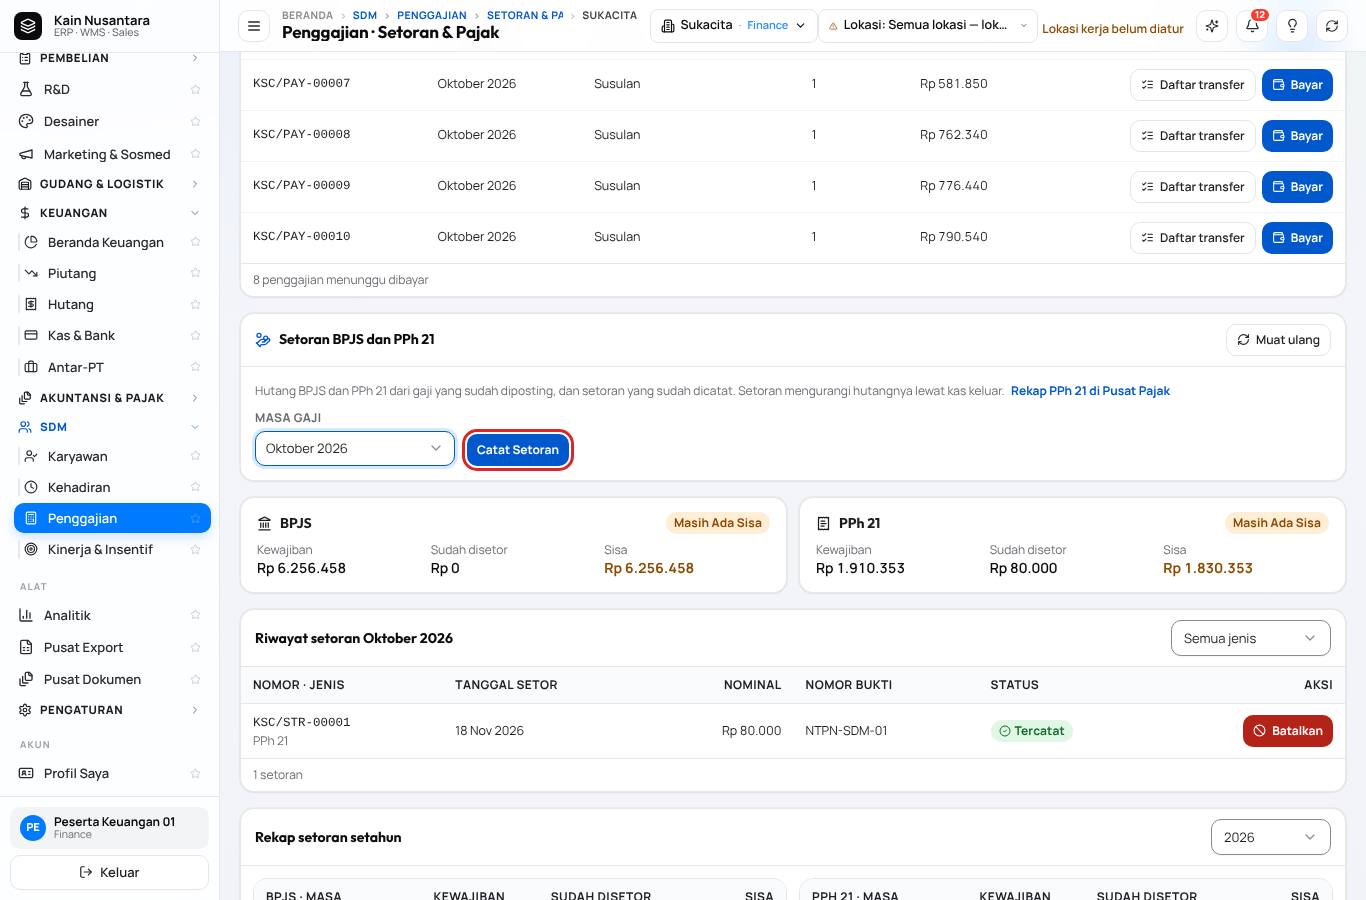 Kain Nusantara
ERP · WMS · Sales
PEMBELIAN
R&D
Desainer
Marketing & Sosmed
GUDANG & LOGISTIK
KEUANGAN
Beranda Keuangan
Piutang
Hutang
Kas & Bank
Antar-PT
AKUNTANSI & PAJAK
SDM
Karyawan
Kehadiran
Penggajian
Kinerja & Insentif
ALAT
Analitik
Pusat Export
Pusat Dokumen
PENGATURAN
AKUN
Profil Saya
PE
Peserta Keuangan 01
Finance
Keluar
BERANDA > SDM > PENGGAJIAN > SETORAN & PA > SUKACITA
Penggajian · Setoran & Pajak
Sukacita · Finance
Lokasi: Semua lokasi — lok...
Lokasi kerja belum diatur
12
KSC/PAY-00007 Oktober 2026 Susulan 1 Rp 581.850 Daftar transfer Bayar
KSC/PAY-00008 Oktober 2026 Susulan 1 Rp 762.340 Daftar transfer Bayar
KSC/PAY-00009 Oktober 2026 Susulan 1 Rp 776.440 Daftar transfer Bayar
KSC/PAY-00010 Oktober 2026 Susulan 1 Rp 790.540 Daftar transfer Bayar
8 penggajian menunggu dibayar
Setoran BPJS dan PPh 21
Muat ulang
Hutang BPJS dan PPh 21 dari gaji yang sudah diposting, dan setoran yang sudah dicatat. Setoran mengurangi hutangnya lewat kas keluar. Rekap PPh 21 di Pusat Pajak
MASA GAJI
Oktober 2026
Catat Setoran
BPJS
Masih Ada Sisa
Kewajiban Sudah disetor Sisa
Rp 6.256.458 Rp 0 Rp 6.256.458
PPh 21
Masih Ada Sisa
Kewajiban Sudah disetor Sisa
Rp 1.910.353 Rp 80.000 Rp 1.830.353
Riwayat setoran Oktober 2026
Semua jenis
NOMOR · JENIS TANGGAL SETOR NOMINAL NOMOR BUKTI STATUS AKSI
KSC/STR-00001 18 Nov 2026 Rp 80.000 NTPN-SDM-01 Tercatat Batalkan
PPh 21
1 setoran
Rekap setoran setahun
2026
BPJS · MASA KEWAJIBAN SUDAH DISETOR SISA
PPH 21 · MASA KEWAJIBAN SUDAH DISETOR SISA